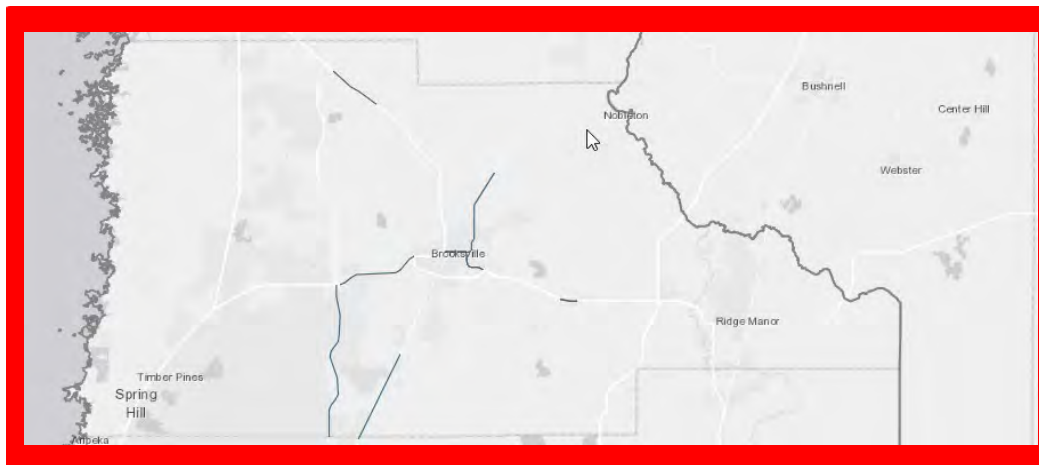 Bushnell
Center Hill
Nobleton
Webster
Brooksville
Ridge Manor
Timber Pines
Spring
Hill
Aripeka